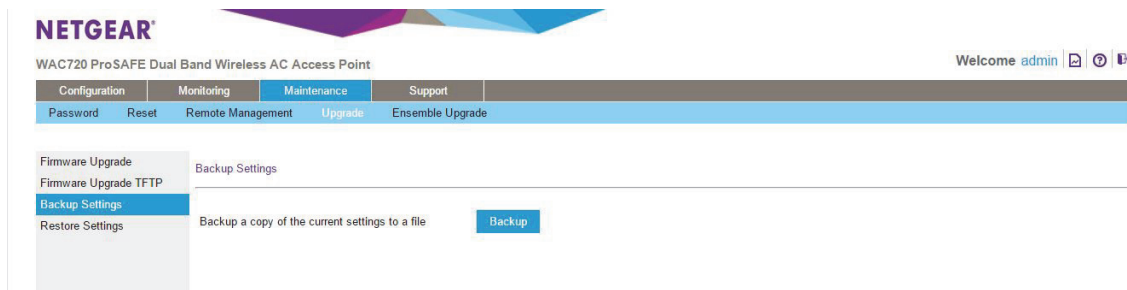 NETGEAR®
WAC720 ProSAFE Dual Band Wireless AC Access Point
Welcome admin
Configuration Monitoring Maintenance Support
Password Reset Remote Management Upgrade Ensemble Upgrade
Firmware Upgrade
Firmware Upgrade TFTP
Backup Settings
Restore Settings
Backup Settings
Backup a copy of the current settings to a file Backup